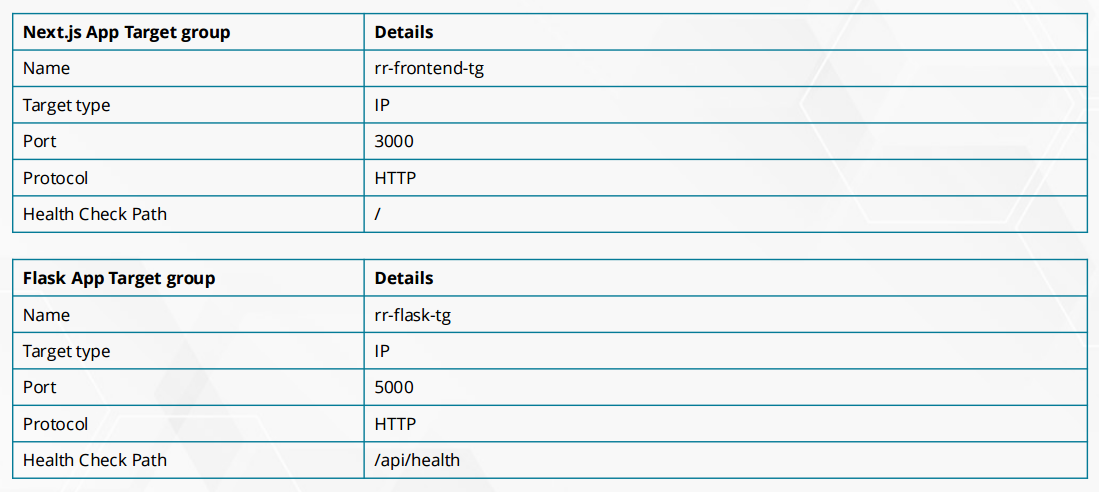 Next.js App Target group Details
Name rr-frontend-tg
Target type IP
Port 3000
Protocol HTTP
Health Check Path /
Flask App Target group Details
Name rr-flask-tg
Target type IP
Port 5000
Protocol HTTP
Health Check Path /api/health